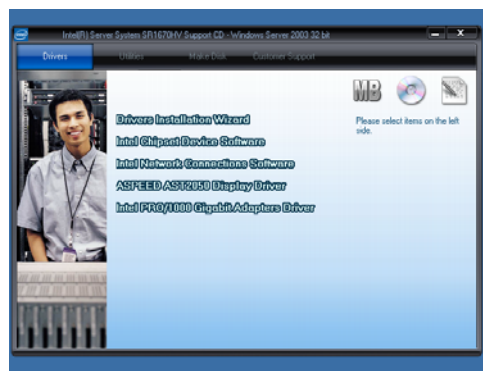 Intel(R) Server System SR1670HV Support CD - Windows Server 2003 32 bit
Drivers
Utilities
Make Disk
Customer Support
MB
Please select items on the left
side.
Drivers Installation Wizard
Intel Chipset Device Software
Intel Network Connections Software
ASPEED AST2050 Display Driver
Intel PRO/1000 Gigabit Adapters Driver